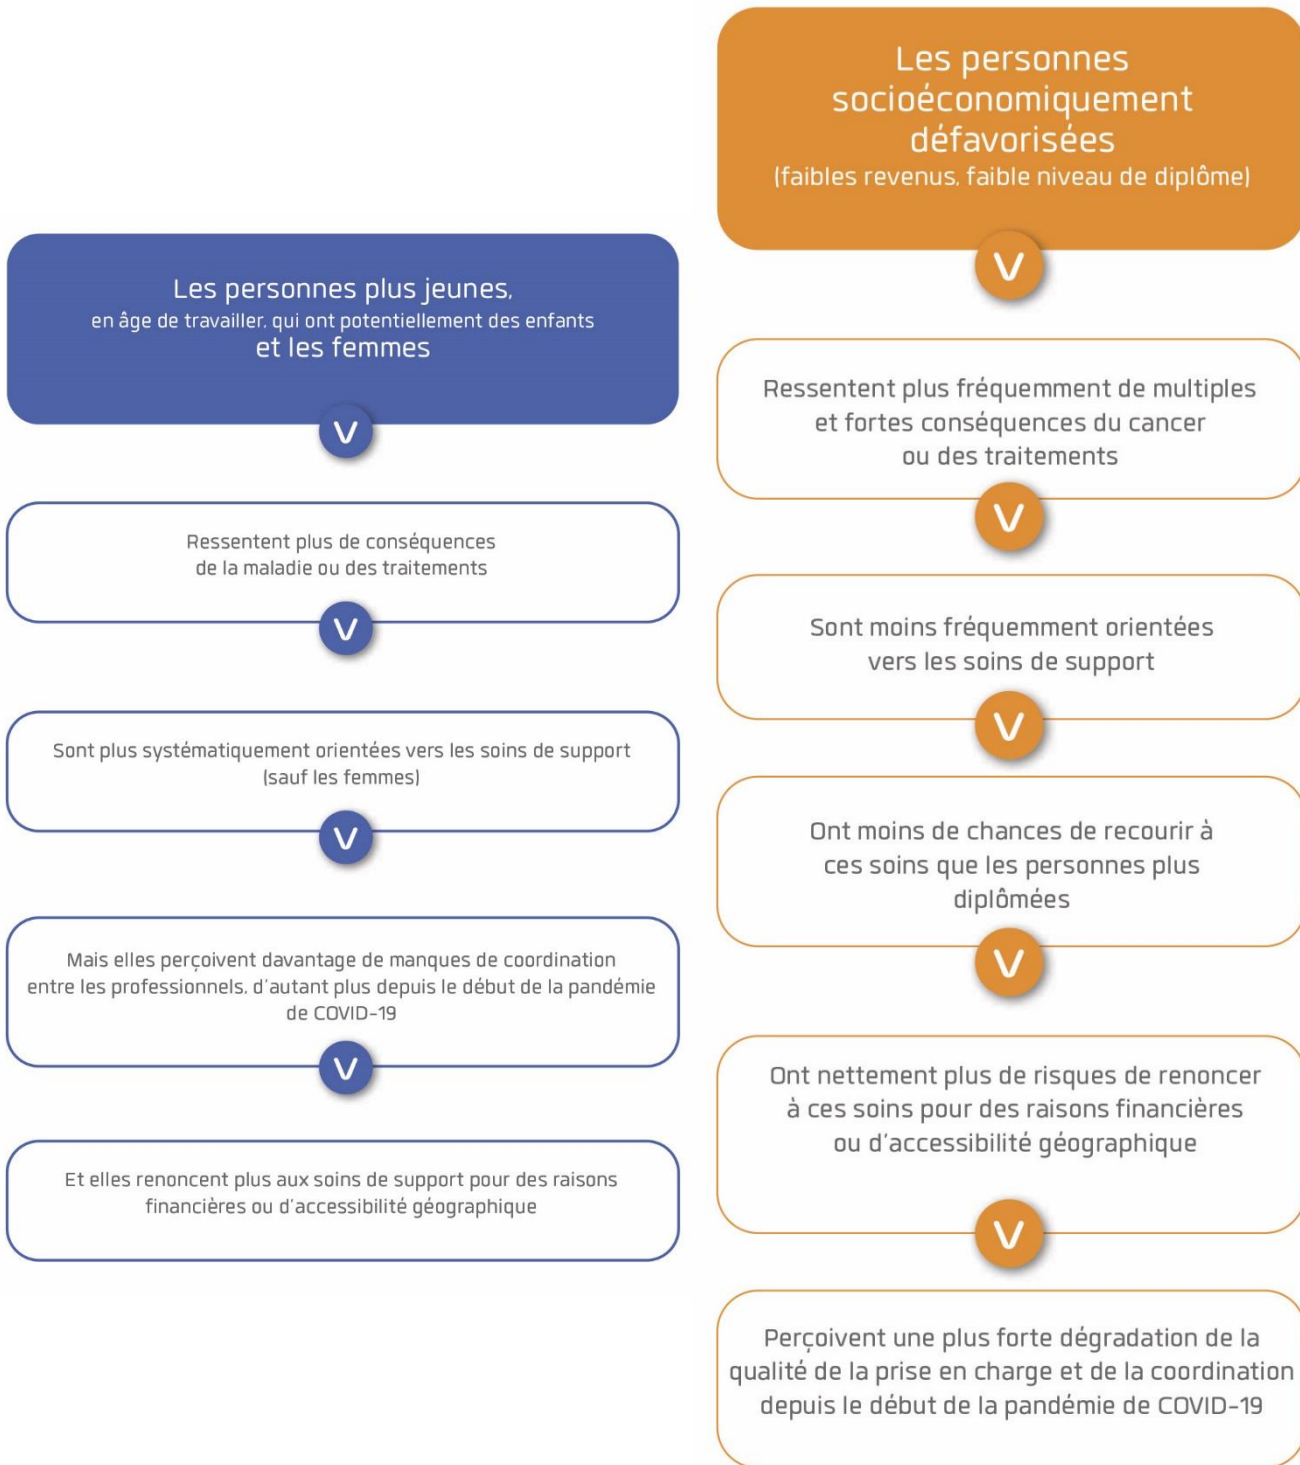 Les personnes plus jeunes,
en âge de travailler, qui ont potentiellement des enfants
et les femmes
V
Ressentent plus de conséquences
de la maladie ou des traitements
V
Sont plus systématiquement orientées vers les soins de support
(sauf les femmes)
V
Mais elles perçoivent davantage de manques de coordination
entre les professionnels, d'autant plus depuis le début de la pandémie
de COVID-19
V
Et elles renoncent plus aux soins de support pour des raisons
financières ou d'accessibilité géographique
Les personnes
socioéconomiquement
défavorisées
(faibles revenus, faible niveau de diplôme)
V
Ressentent plus fréquemment de multiples
et fortes conséquences du cancer
ou des traitements
V
Sont moins fréquemment orientées
vers les soins de support
V
Ont moins de chances de recourir à
ces soins que les personnes plus
diplômées
V
Ont nettement plus de risques de renoncer
à ces soins pour des raisons financières
ou d'accessibilité géographique
V
Perçoivent une plus forte dégradation de la
qualité de la prise en charge et de la coordination
depuis le début de la pandémie de COVID-19